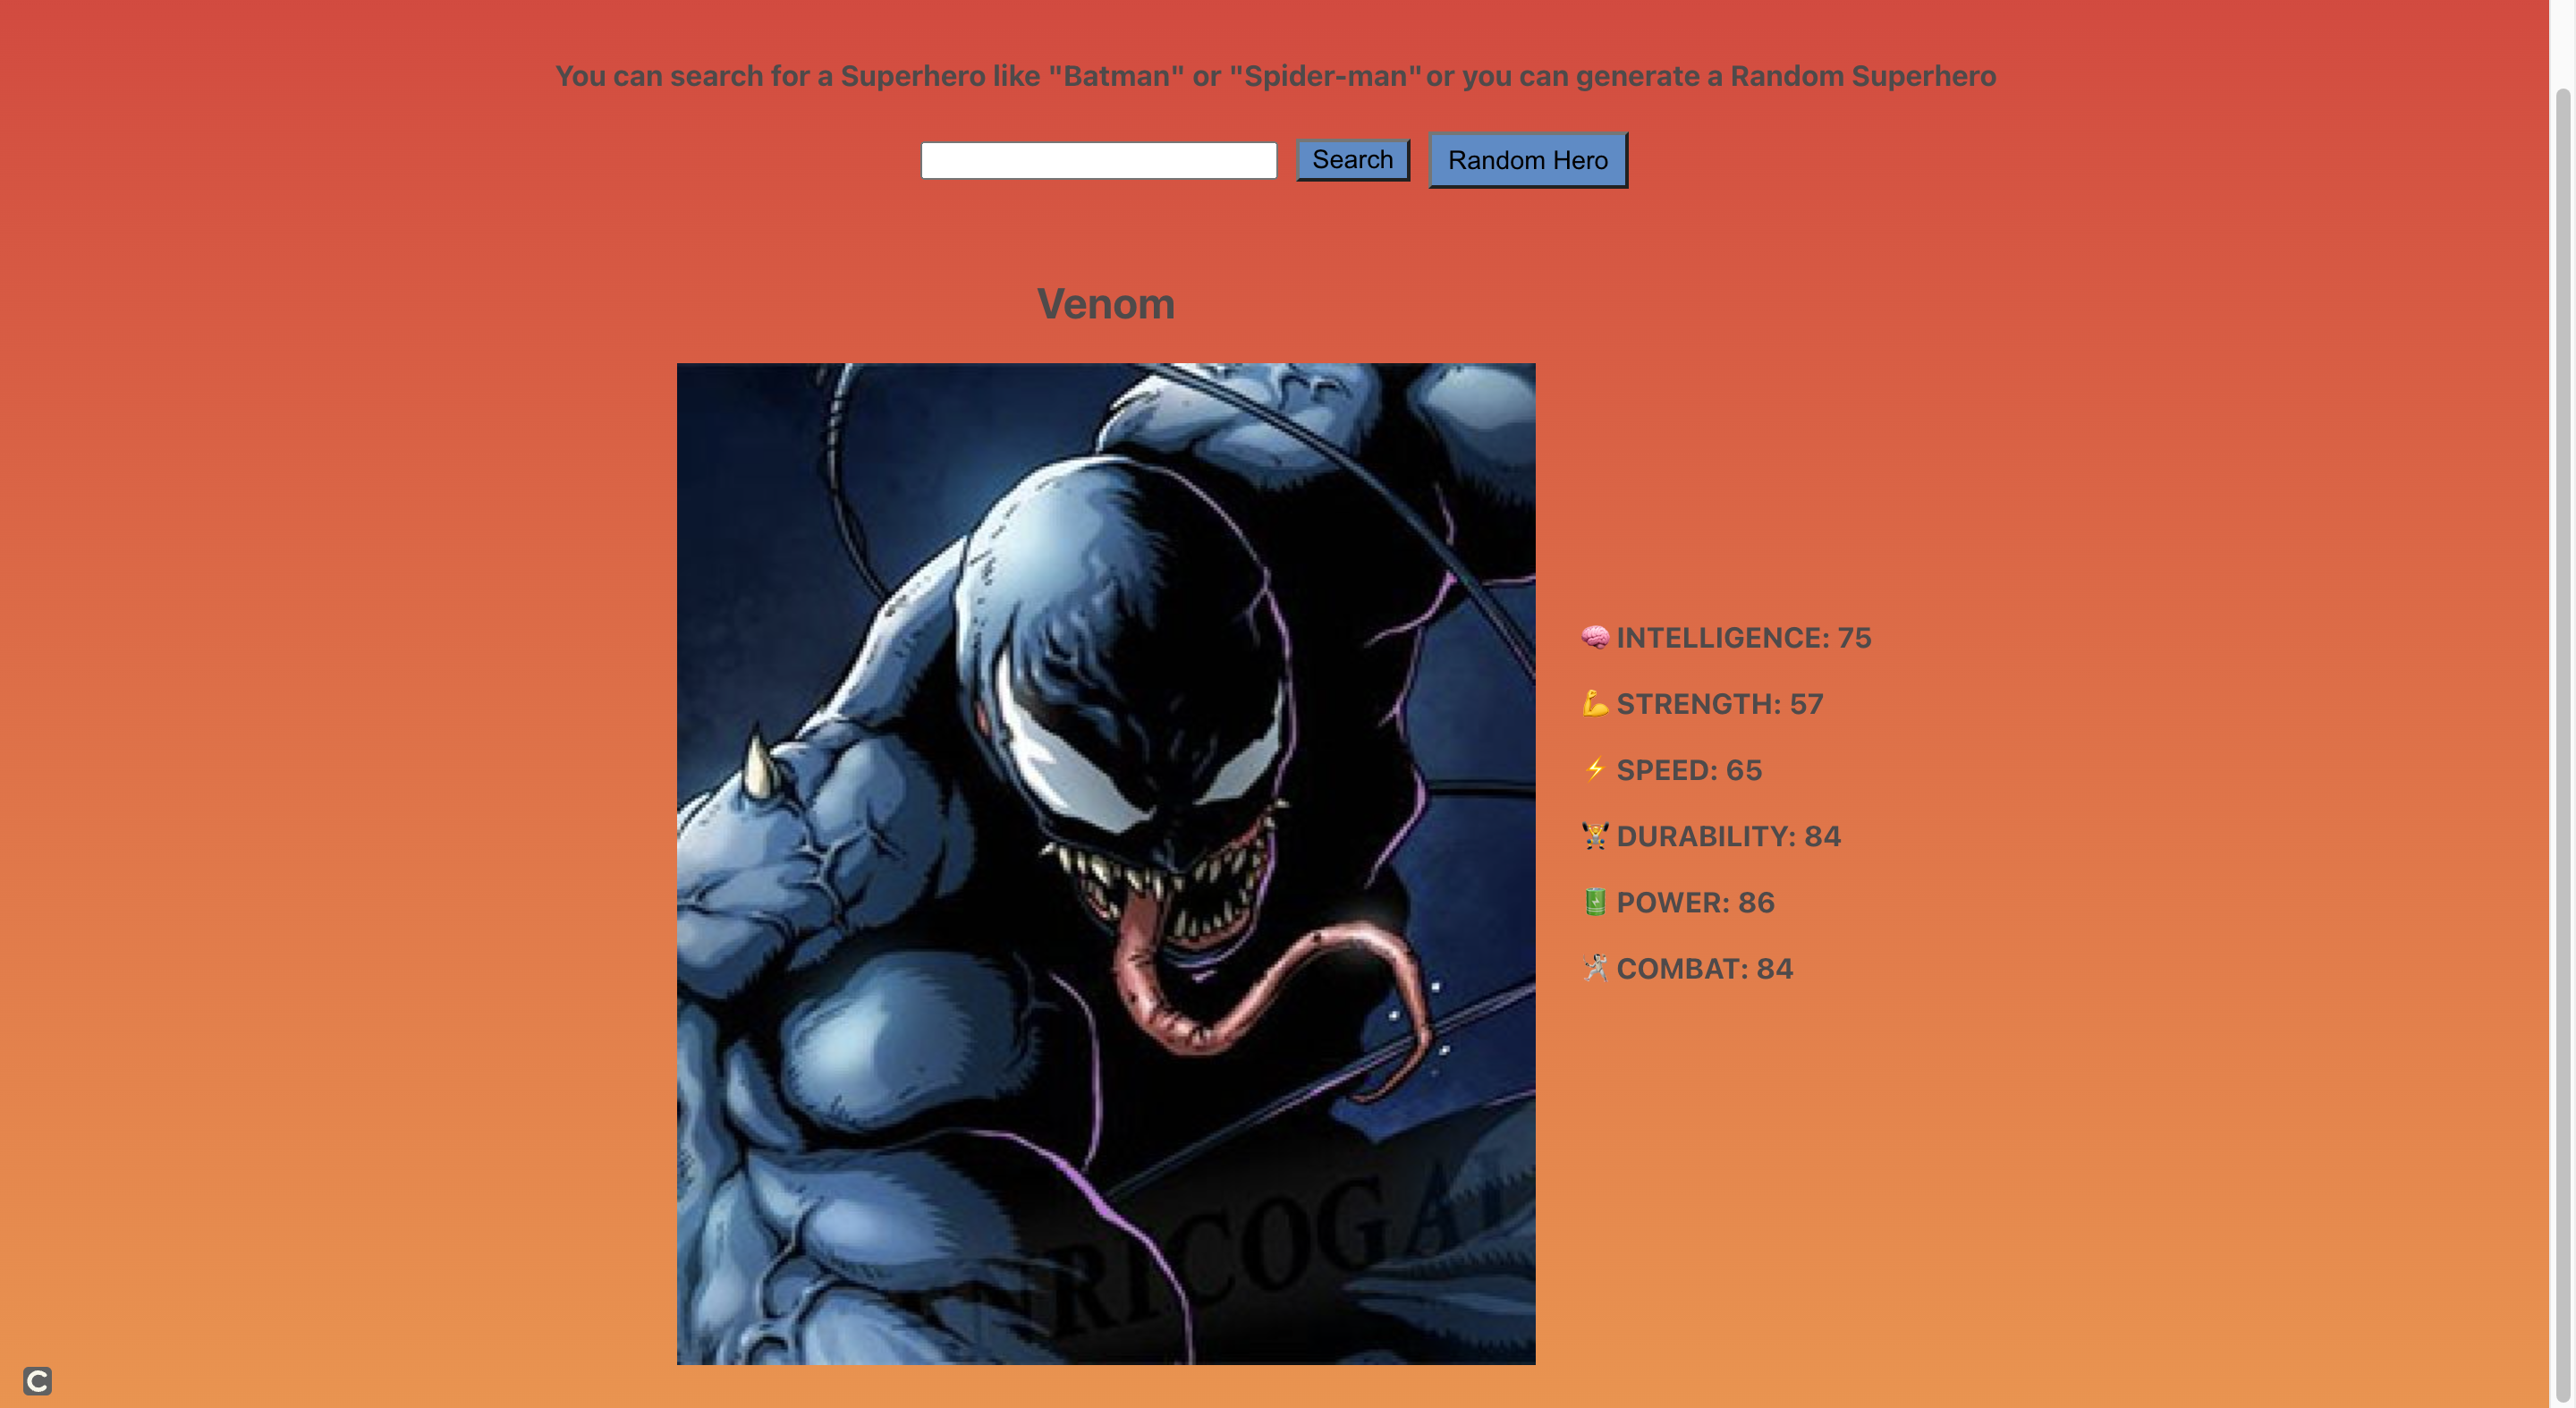 You can search for a Superhero like "Batman" or "Spider-man" or you can generate a Random Superhero
Search
Random Hero
Venom
🧠 INTELLIGENCE: 75
💪 STRENGTH: 57
⚡ SPEED: 65
🏋️ DURABILITY: 84
🔋 POWER: 86
🤺 COMBAT: 84
C